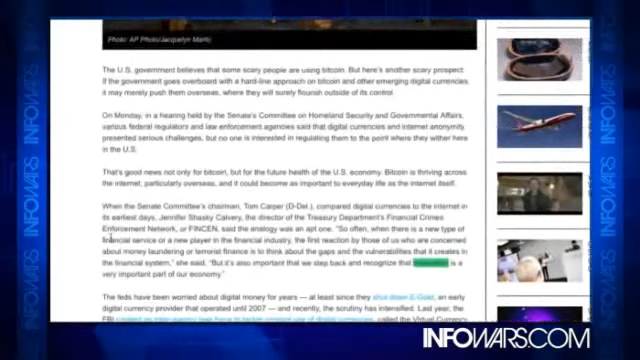 Photo: AP Photo/Jacquelyn Martin
The U.S. government believes that some scary people are using bitcoin. But here's another scary prospect.
If the government goes overboard with a hard-line approach on bitcoin and other emerging digital currencies,
it may merely push them overseas, where they will surely flourish outside of its control.
On Monday, in a hearing held by the Senate's Committee on Homeland Security and Governmental Affairs,
various federal regulators and law enforcement agencies said that digital currencies and internet anonymity
presented serious challenges, but no one is interested in regulating them to the point where they wither here
in the U.S.
That's good news not only for bitcoin, but for the future health of the U.S. economy. Bitcoin is thriving across
the internet, particularly overseas, and it could become as important to everyday life as the internet itself.
When the Senate Committee's chairman, Tom Carper (D-Del.), compared digital currencies to the internet in
its earliest days, Jennifer Shasky Calvery, the director of the Treasury Department's Financial Crimes
Enforcement Network, or FINCEN, said the analogy was an apt one. "So often, when there is a new type of
financial service or a new player in the financial industry, the first reaction by those of us who are concerned
about money laundering or terrorist finance is to think about the gaps and the vulnerabilities that it creates in
the financial system," she said. "But it's also important that we step back and recognize that innovation is a
very important part of our economy."
The feds have been worried about digital money for years — at least since they shut down E-Gold, an early
digital currency provider that operated until 2007 — and recently, the scrutiny has intensified. Last year, the
FBI called the Virtual Currency
INFOWARS
INFOWARS
INFOWARS
INFOWARS
INFOWARS.COM